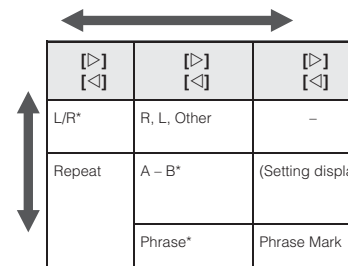 [▷] [▷] [▷]
[◁] [◁] [◁]
L/R* R, L, Other –
Repeat A – B* (Setting displa
Phrase* Phrase Mark